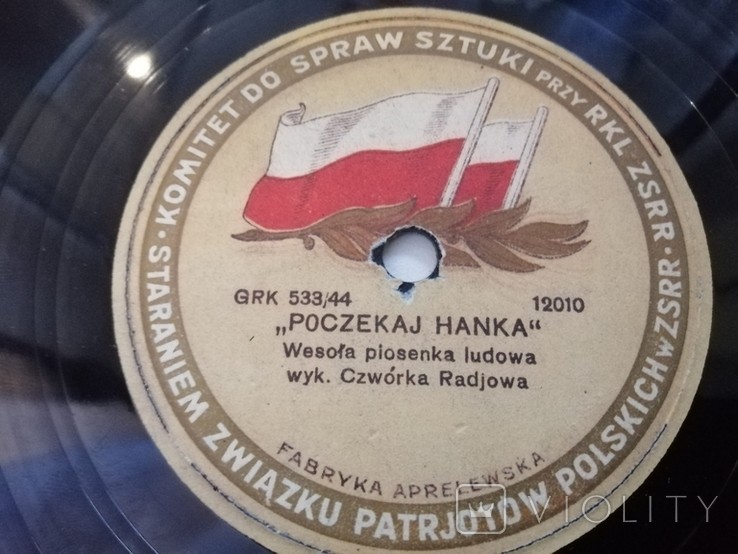 · KOMITET DO SPRAW SZTUKI PRZY RKL ZSRR ·
STARANIEM ZWIĄZKU PATRJOTÓW POLSKICH W ZSRR
GRK 533/44 12010
„POCZEKAJ HANKA“
Wesoła piosenka ludowa
wyk. Czwórka Radjowa
FABRYKA APRELEWSKA
VIOLITY